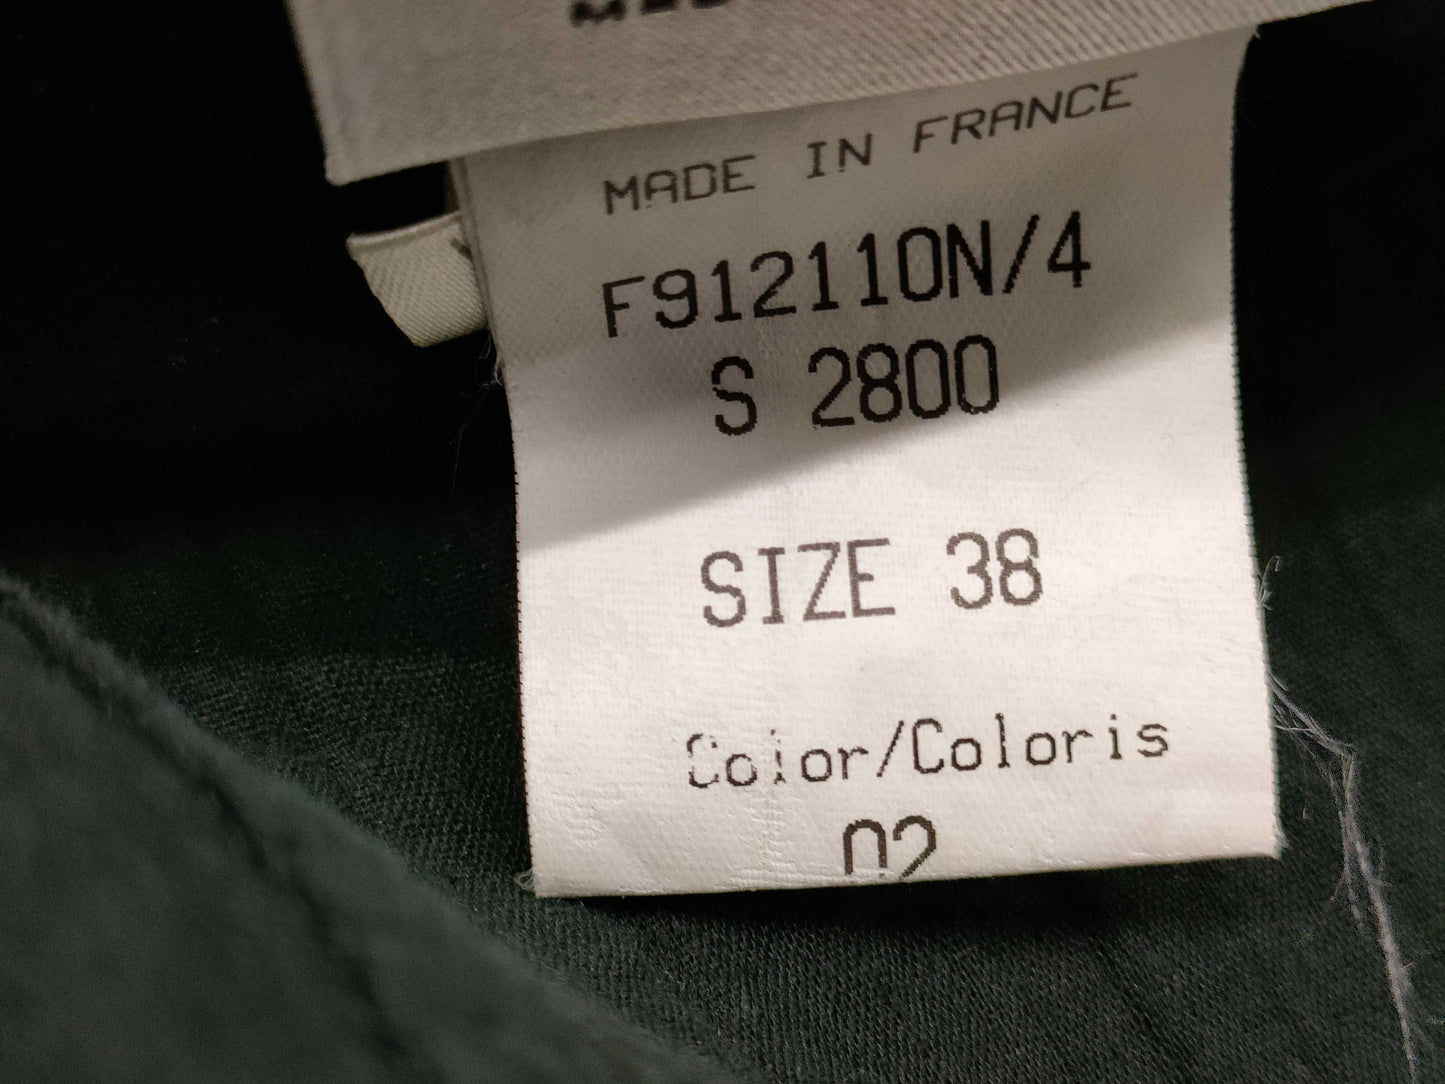 MADE IN FRANCE
F912110N/4
S 2800
SIZE 38
Color/Coloris
02